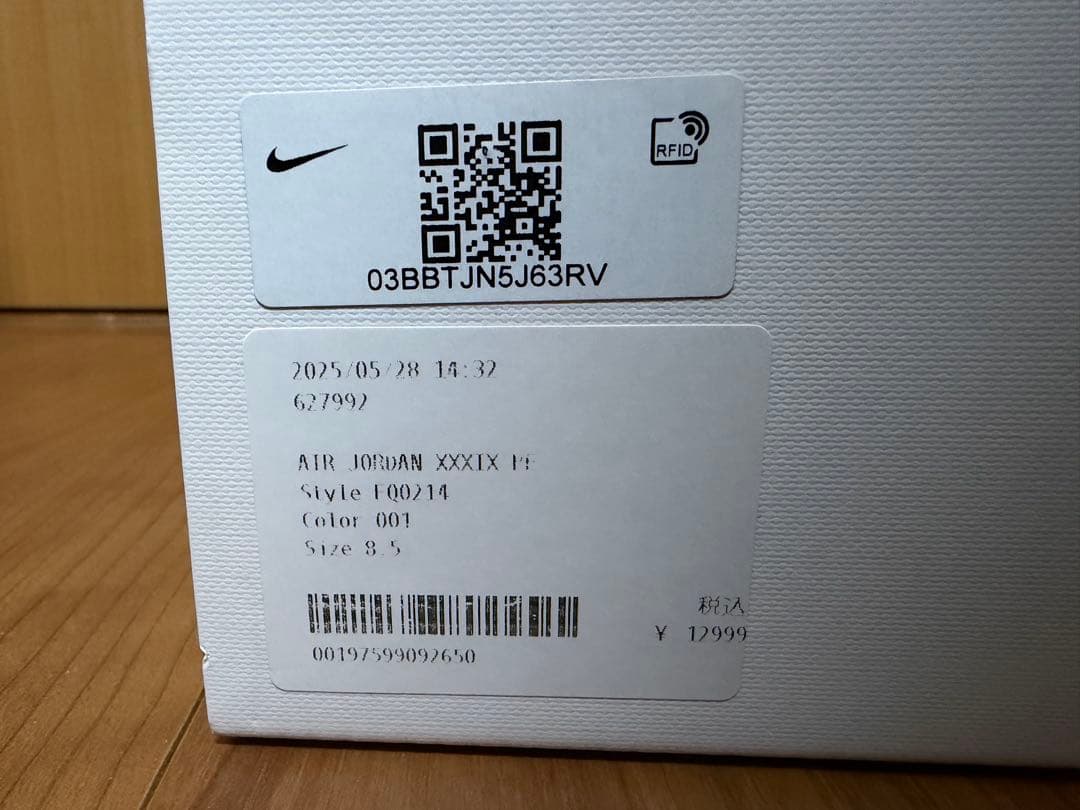 RFID
03BBTJN5J63RV
2025/05/28 14:32
627992
AIR JORDAN XXXIX PF
Style FQ0214
Color 001
Size 8.5
税込
¥ 12999
00197599092650